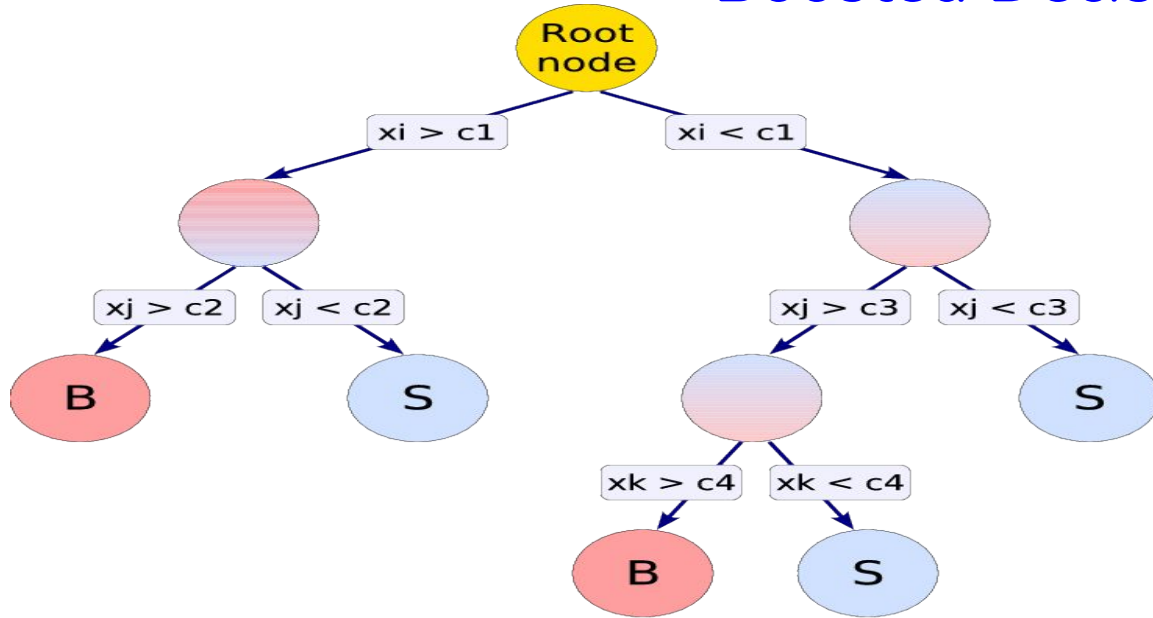 Root
node
xi > c1
xi < c1
xj > c2
xj < c2
xj > c3
xj < c3
B
S
S
xk > c4
xk < c4
B
S